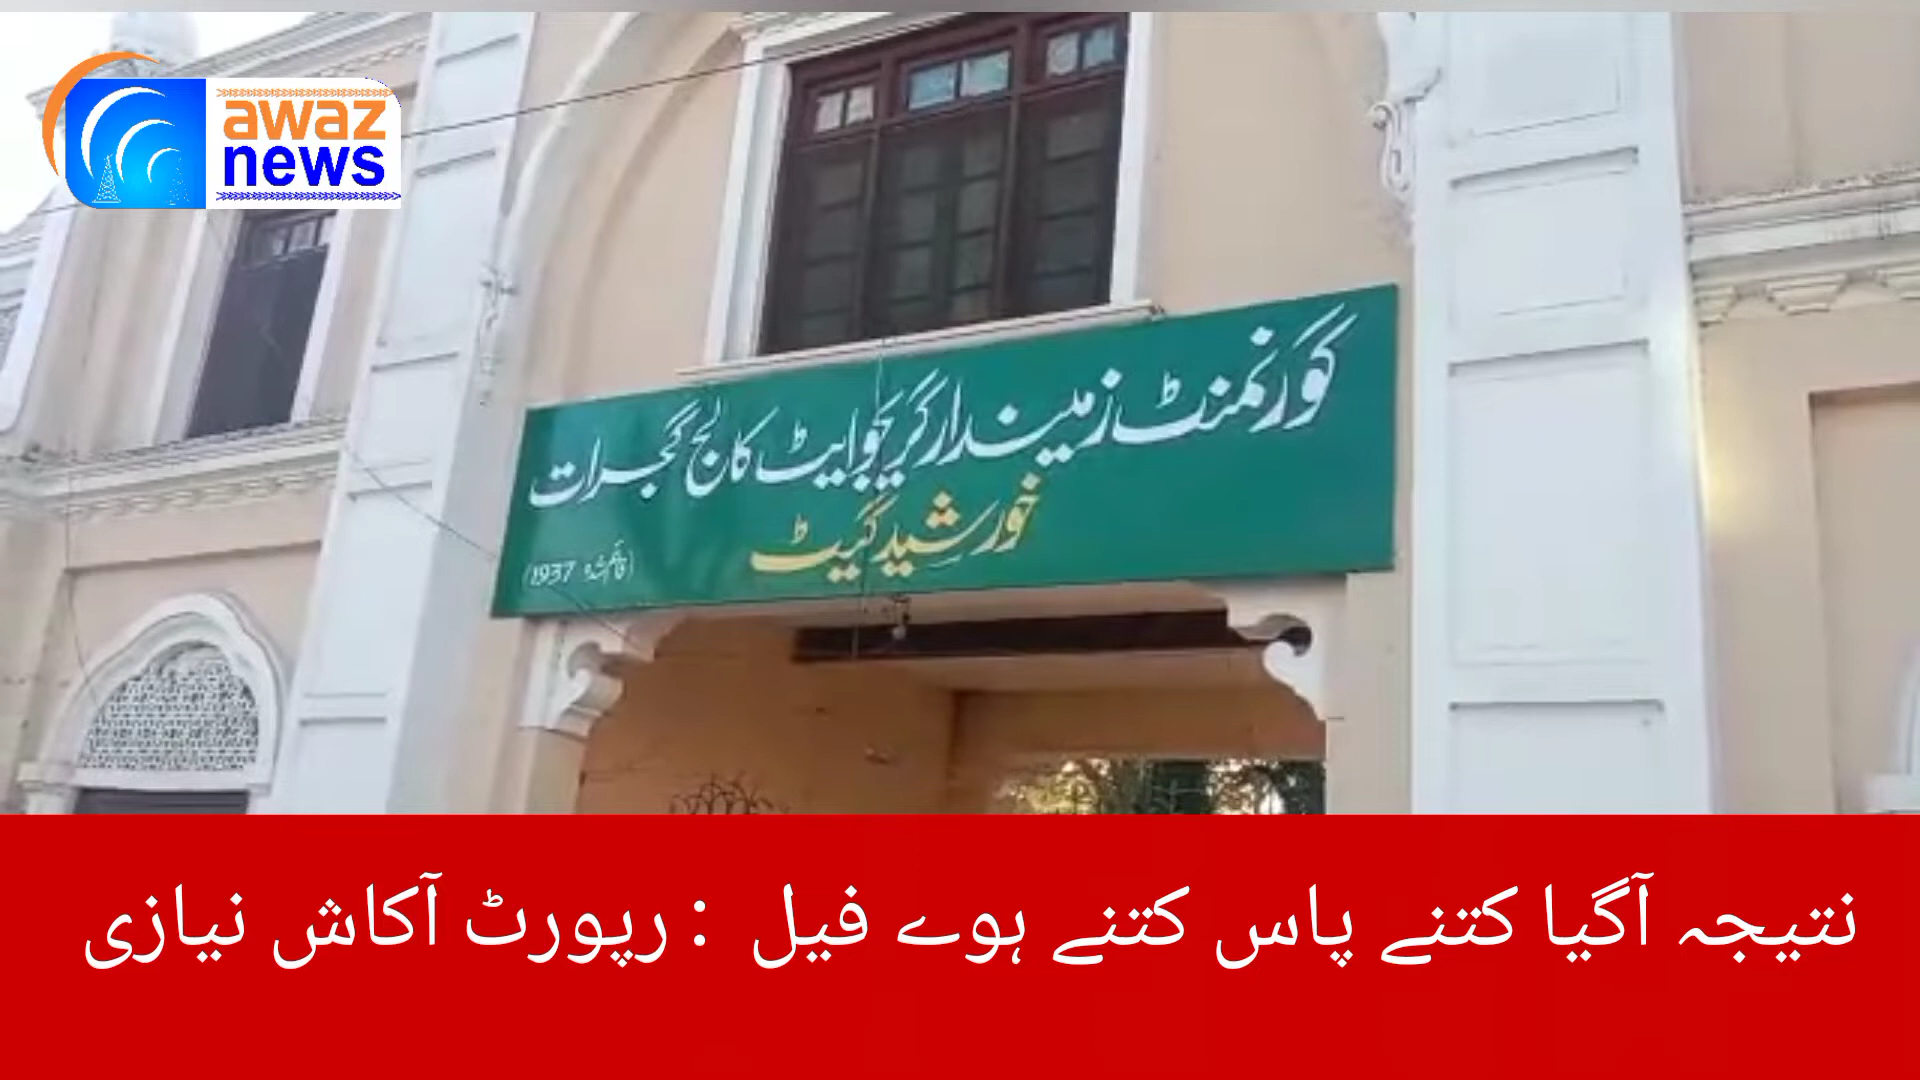 awaz
news
گورنمنٹ زمیندار گریجوایٹ کالج گجرات
خورشید گیٹ
(قائم شدہ 1937)
نتیجہ آگیا کتنے پاس کتنے ہوے فیل : رپورٹ آکاش نیازی